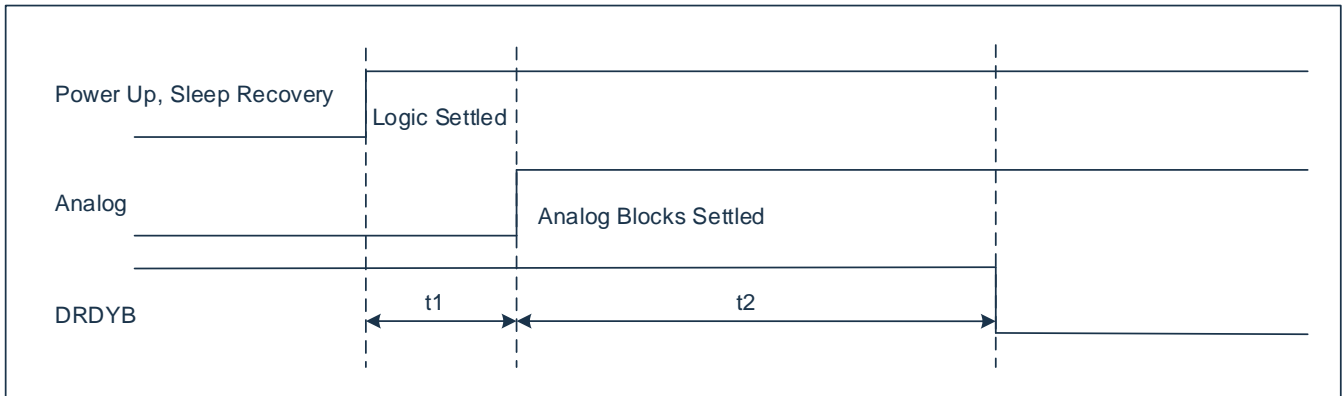 Power Up, Sleep Recovery
Logic Settled
Analog
Analog Blocks Settled
DRDYB
t1
t2